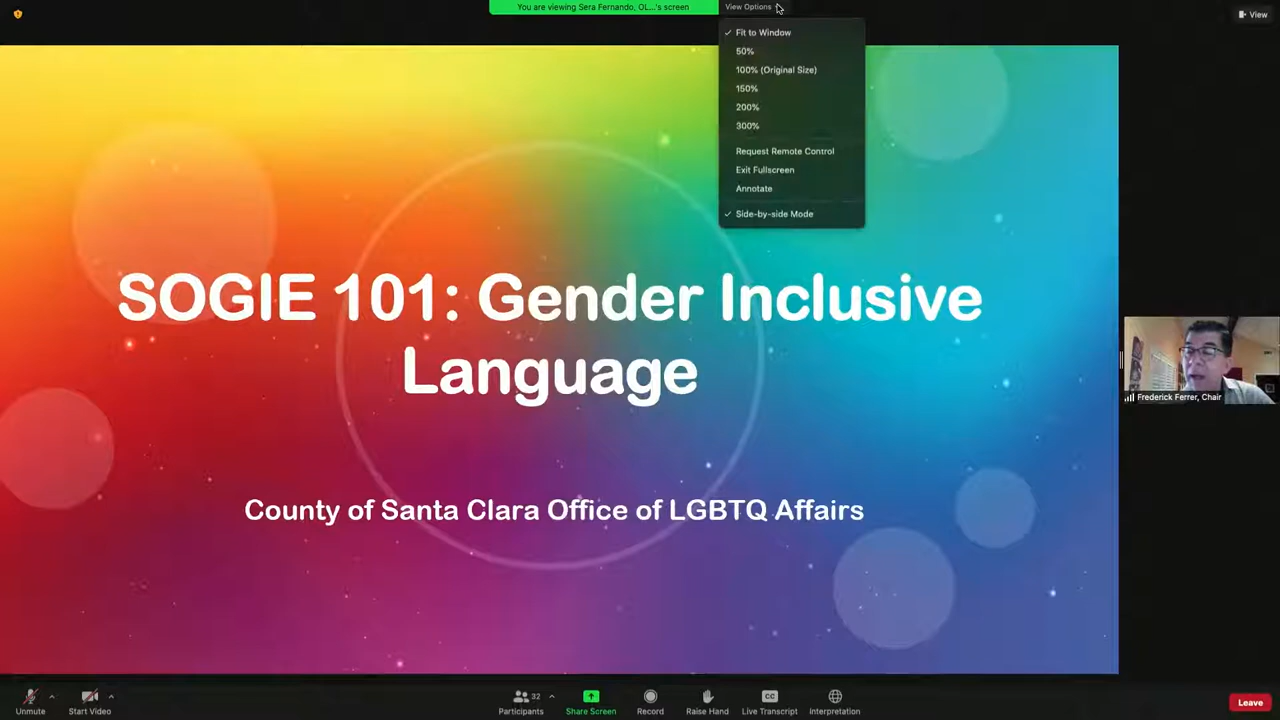 You are viewing Sera Fernando, OL...'s screen
View Options
View
Fit to Window
50%
100% (Original Size)
150%
200%
300%
Request Remote Control
Exit Fullscreen
Annotate
Side-by-side Mode
SOGIE 101: Gender Inclusive
Language
County of Santa Clara Office of LGBTQ Affairs
Frederick Ferrer, Chair
Unmute
Start Video
Participants
32
Share Screen
Record
Raise Hand
CC
Live Transcript
Interpretation
Leave